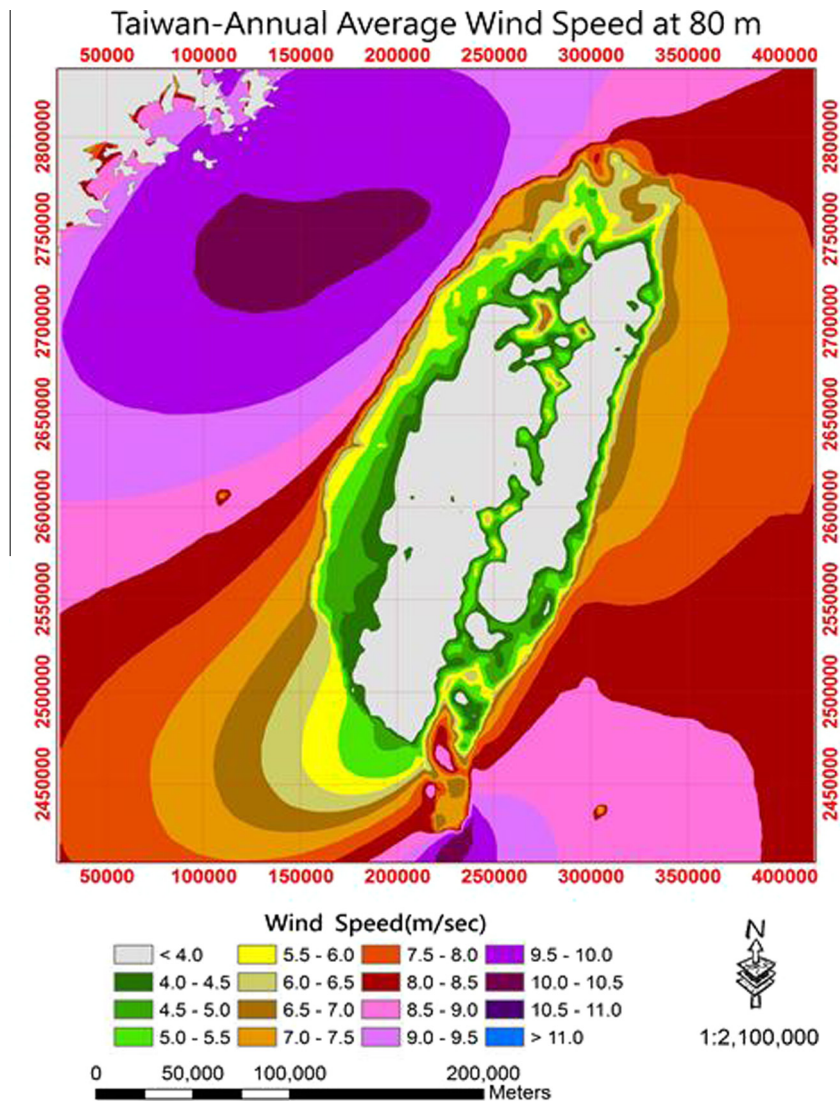 Taiwan-Annual Average Wind Speed at 80 m
50000 100000 150000 200000 250000 300000 350000 400000
2800000 2800000
2750000 2750000
2700000 2700000
2650000 2650000
2600000 2600000
2550000 2550000
2500000 2500000
2450000 2450000
50000 100000 150000 200000 250000 300000 350000 400000
Wind Speed(m/sec)
< 4.0 5.5 - 6.0 7.5 - 8.0 9.5 - 10.0
4.0 - 4.5 6.0 - 6.5 8.0 - 8.5 10.0 - 10.5
4.5 - 5.0 6.5 - 7.0 8.5 - 9.0 10.5 - 11.0
5.0 - 5.5 7.0 - 7.5 9.0 - 9.5 > 11.0
N
1:2,100,000
0 50,000 100,000 200,000
Meters